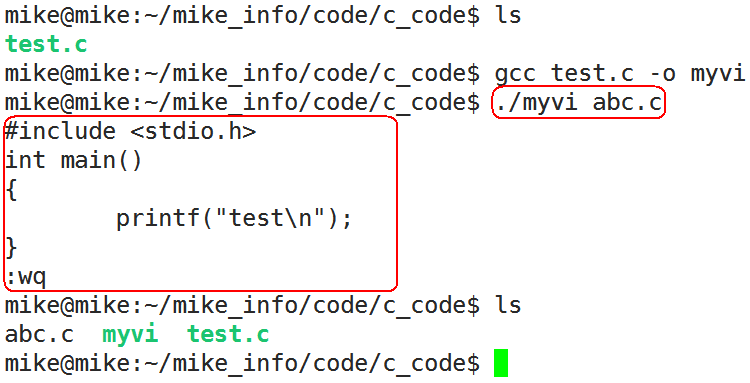 mike@mike:~/mike_info/code/c_code$ ls
test.c
mike@mike:~/mike_info/code/c_code$ gcc test.c -o myvi
mike@mike:~/mike_info/code/c_code$ ./myvi abc.c
#include <stdio.h>
int main()
{
        printf("test\n");
}
:wq
mike@mike:~/mike_info/code/c_code$ ls
abc.c  myvi  test.c
mike@mike:~/mike_info/code/c_code$